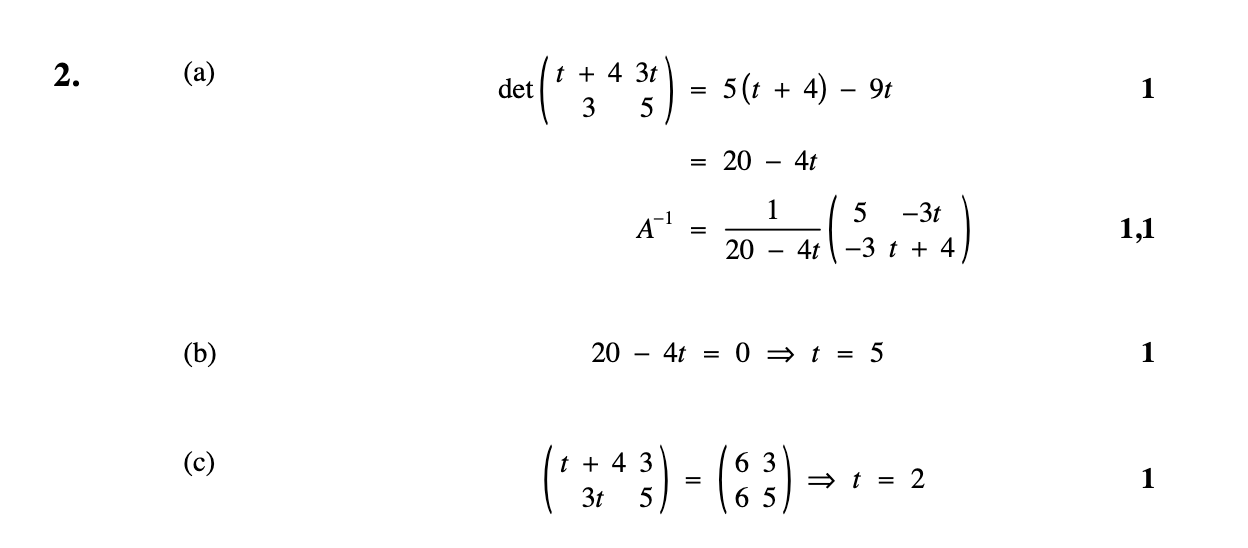 2. (a) det ( t + 4 3t ; 3 5 ) = 5(t + 4) − 9t 1
= 20 − 4t
A⁻¹ = 1/(20 − 4t) ( 5 −3t ; −3 t + 4 ) 1,1
(b) 20 − 4t = 0 ⇒ t = 5 1
(c) ( t + 4 3 ; 3t 5 ) = ( 6 3 ; 6 5 ) ⇒ t = 2 1